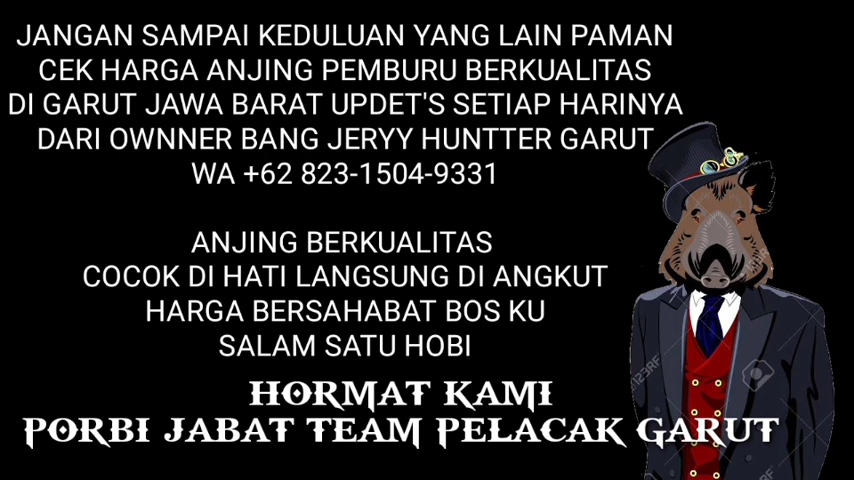 JANGAN SAMPAI KEDULUAN YANG LAIN PAMAN
CEK HARGA ANJING PEMBURU BERKUALITAS
DI GARUT JAWA BARAT UPDET'S SETIAP HARINYA
DARI OWNNER BANG JERYY HUNTTER GARUT
WA +62 823-1504-9331
ANJING BERKUALITAS
COCOK DI HATI LANGSUNG DI ANGKUT
HARGA BERSAHABAT BOS KU
SALAM SATU HOBI
HORMAT KAMI
PORBI JABAT TEAM PELACAK GARUT
123RF